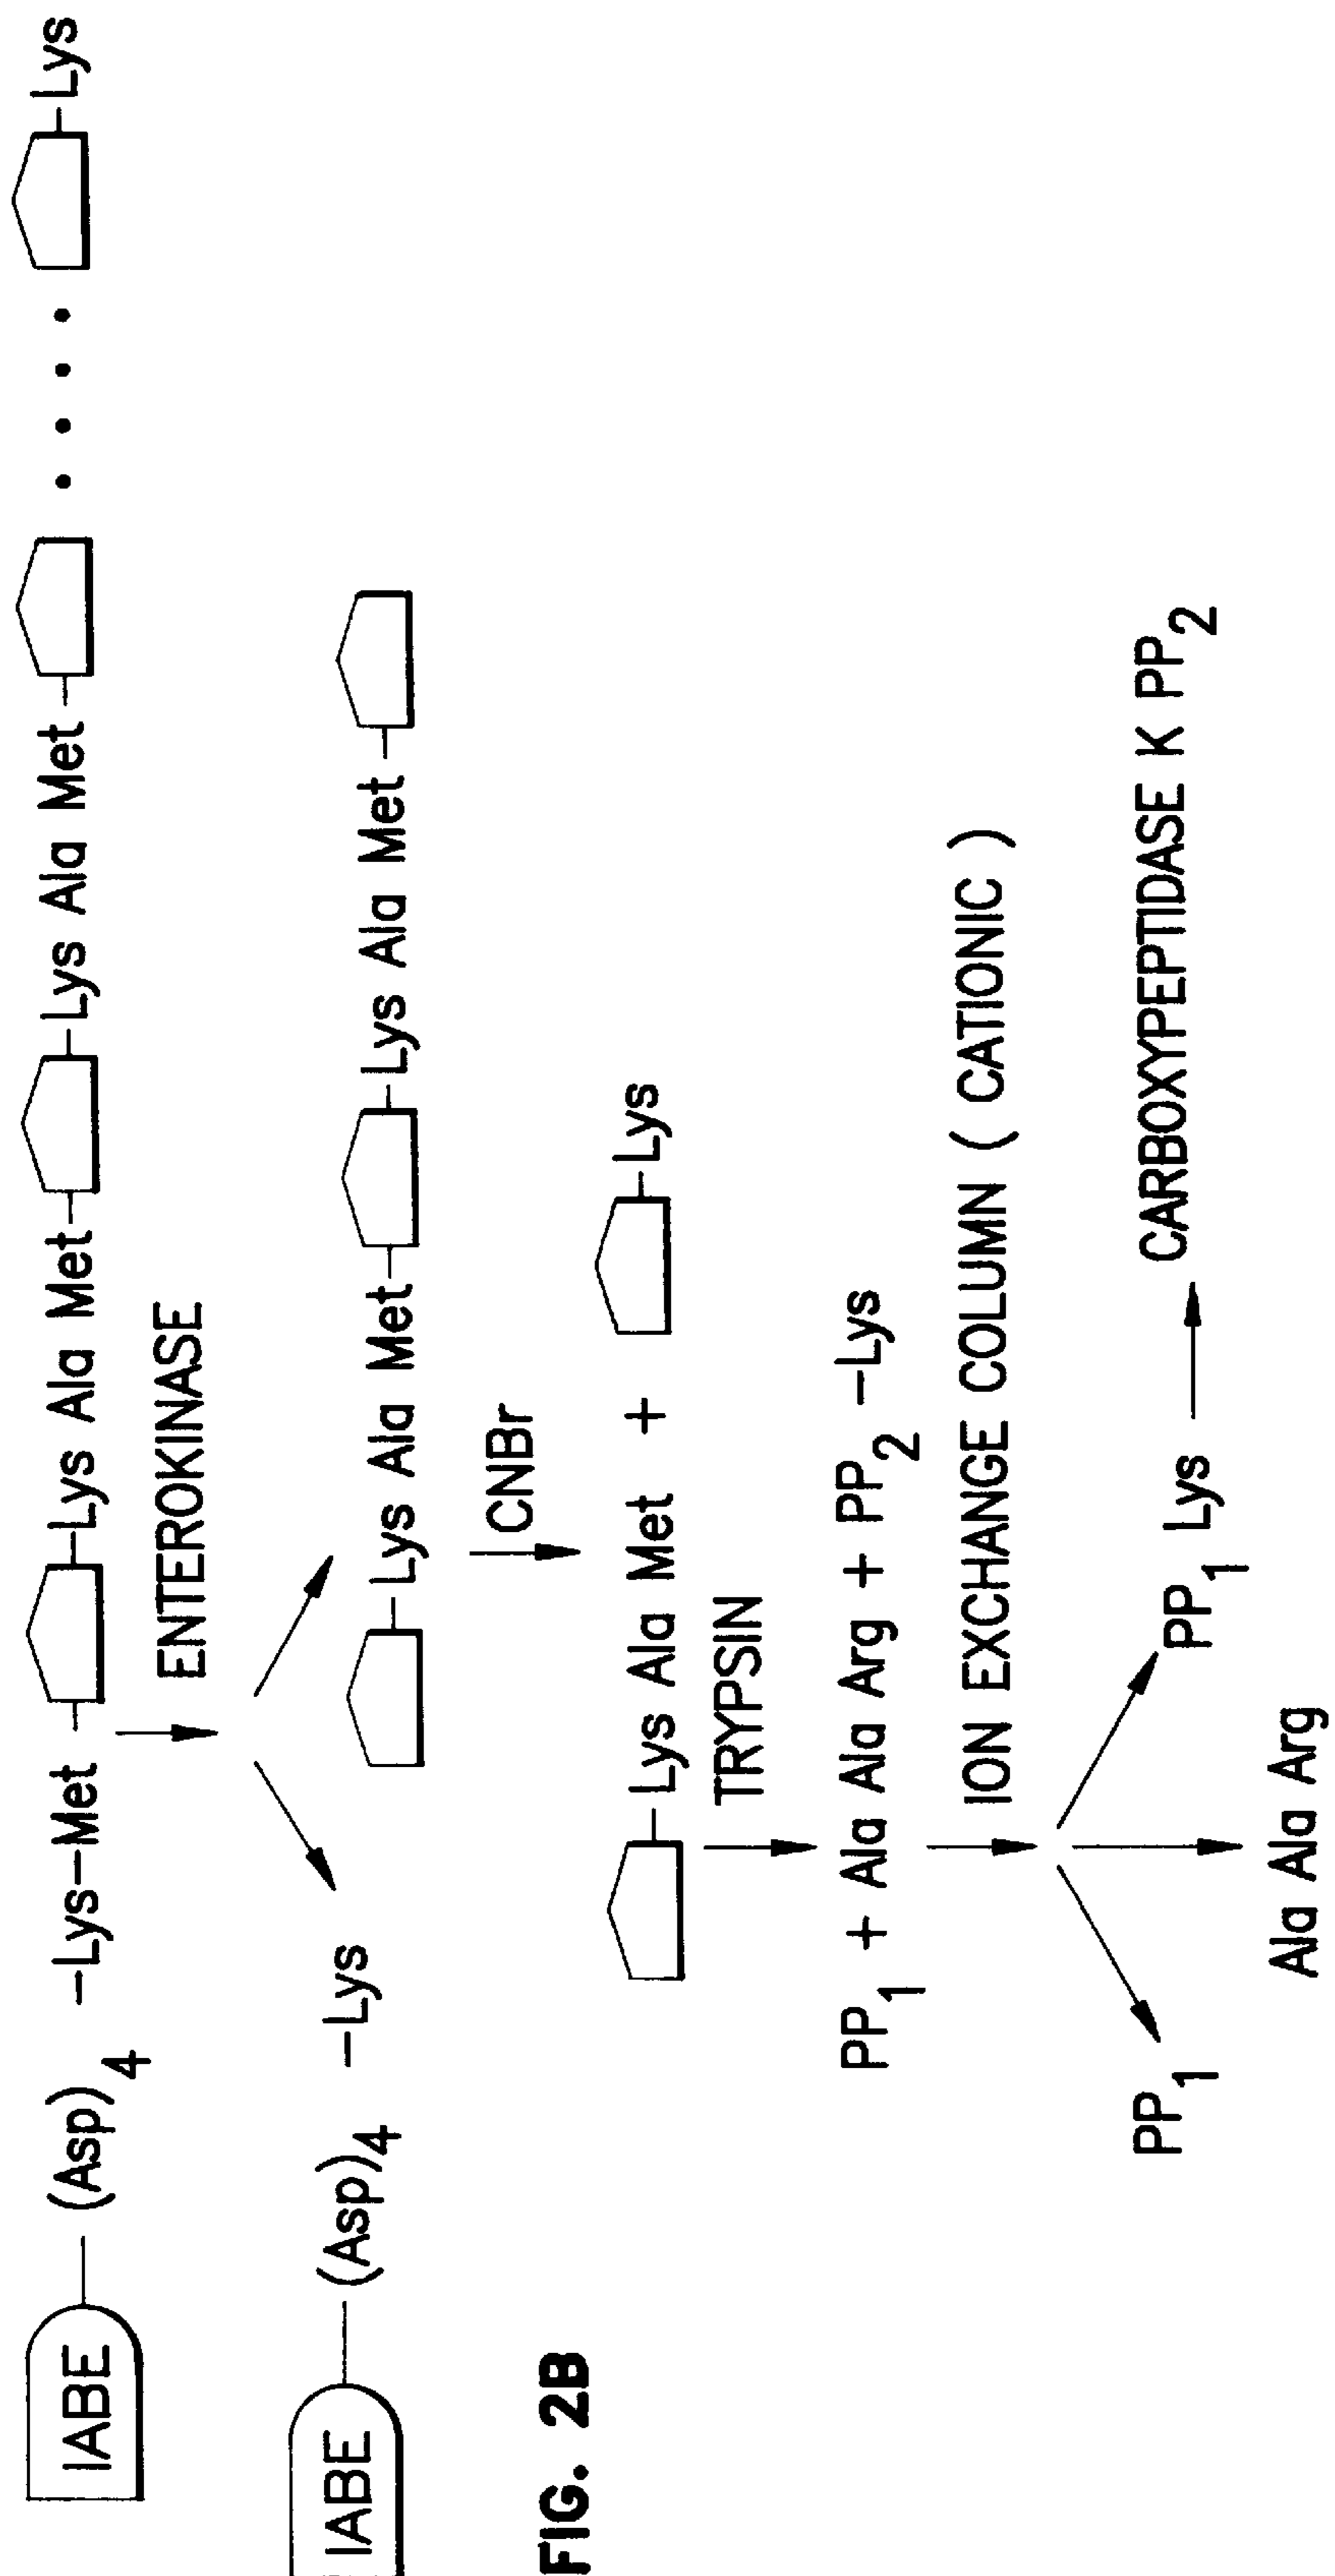 IABE (Asp)4 -Lys-Met Lys Ala Met Lys Ala Met • • • • Lys
ENTEROKINASE
IABE (Asp)4 -Lys Lys Ala Met Lys Ala Met
CNBr
Lys Ala Met + Lys
TRYPSIN
PP1 + Ala Ala Arg + PP2 -Lys
ION EXCHANGE COLUMN ( CATIONIC )
PP1 PP1 Lys CARBOXYPEPTIDASE K PP2
Ala Ala Arg
FIG. 2B